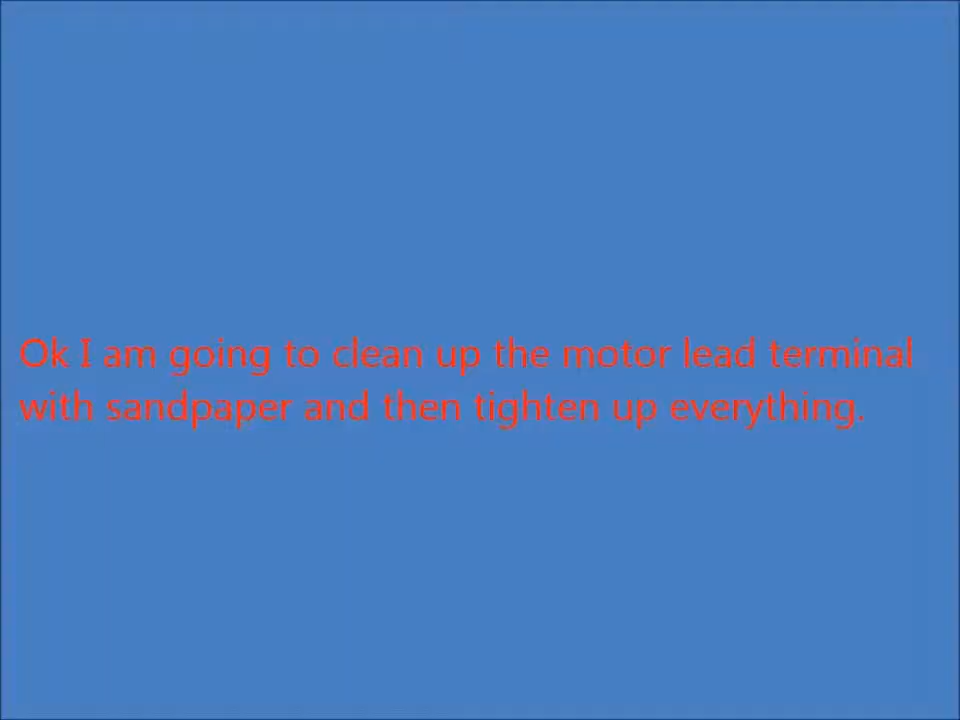 Ok I am going to clean up the motor lead terminal
with sandpaper and then tighten up everything.